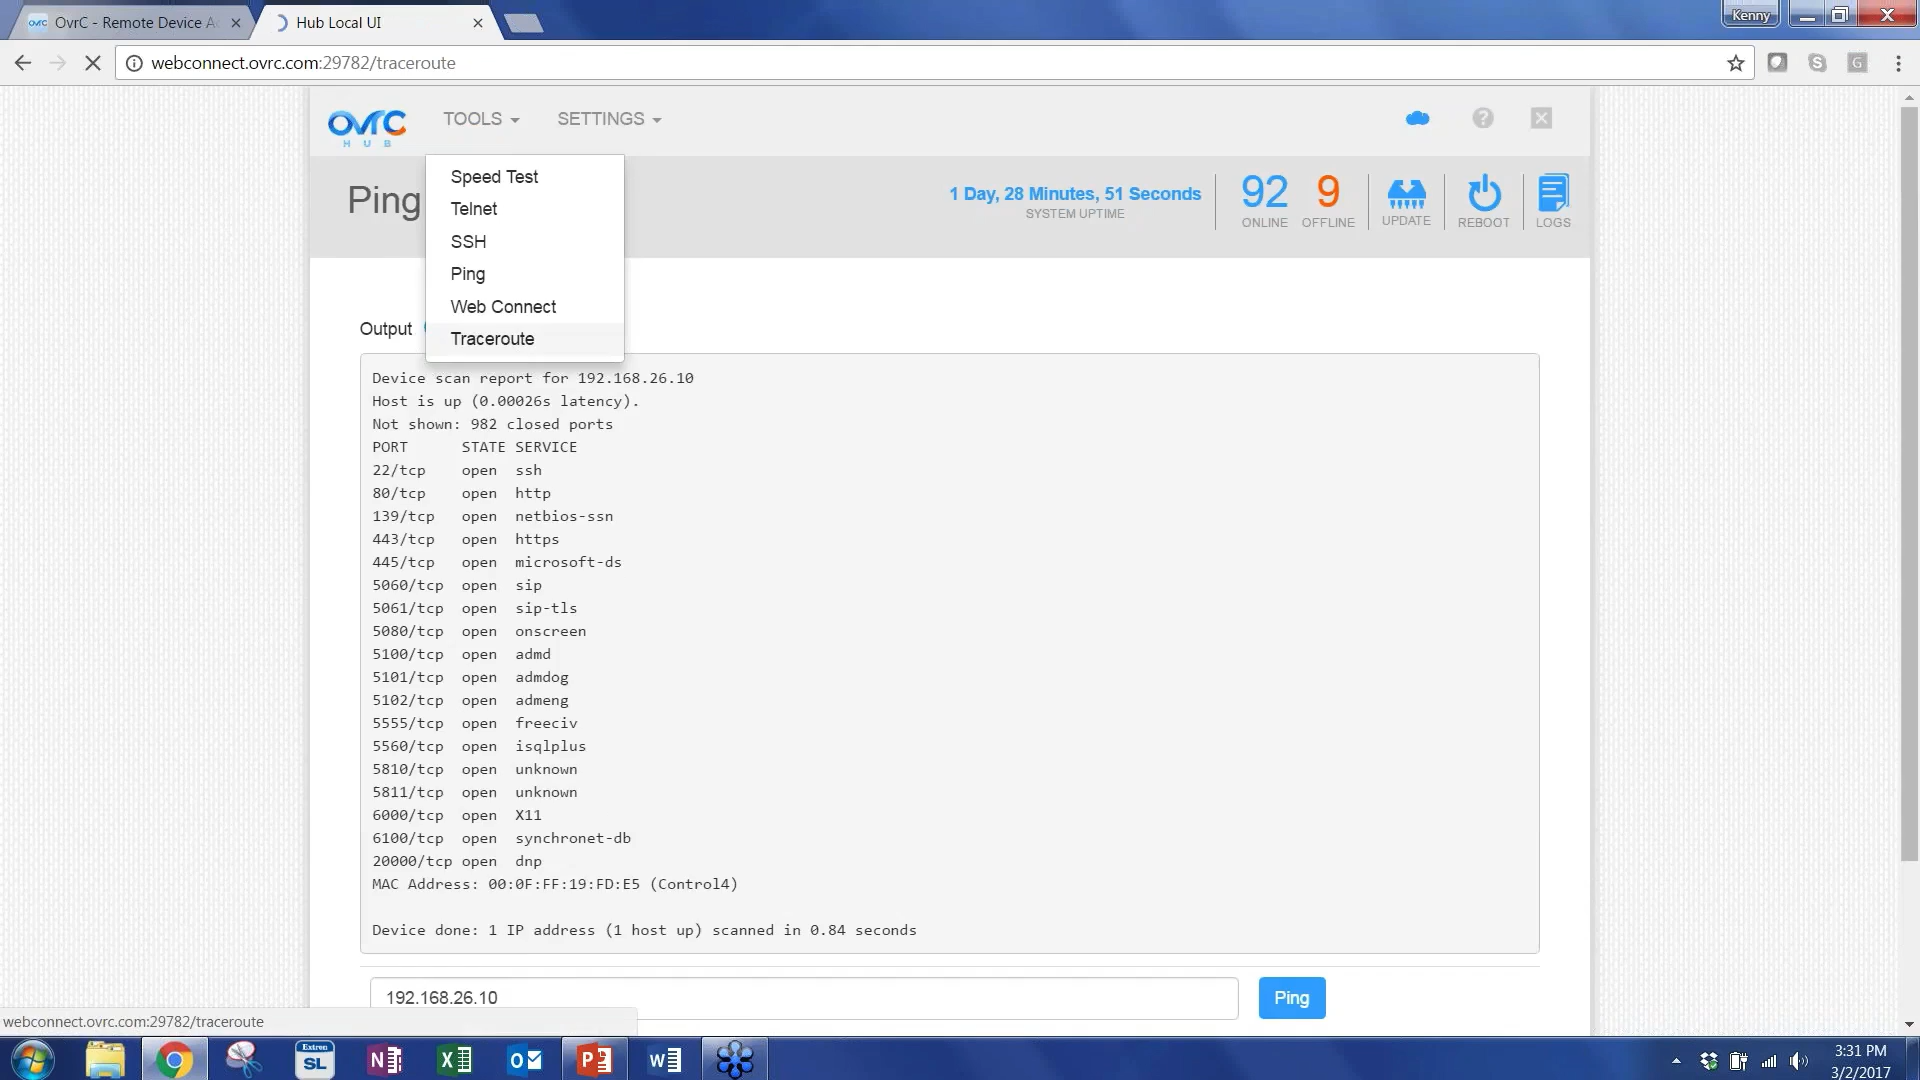 OvrC - Remote Device Ac
Hub Local UI
Kenny
webconnect.ovrc.com:29782/traceroute
OvrC
HUB
TOOLS
SETTINGS
Ping
Speed Test
Telnet
SSH
Ping
Web Connect
Traceroute
1 Day, 28 Minutes, 51 Seconds
SYSTEM UPTIME
92
ONLINE
9
OFFLINE
UPDATE
REBOOT
LOGS
Output
Device scan report for 192.168.26.10
Host is up (0.00026s latency).
Not shown: 982 closed ports
PORT STATE SERVICE
22/tcp open ssh
80/tcp open http
139/tcp open netbios-ssn
443/tcp open https
445/tcp open microsoft-ds
5060/tcp open sip
5061/tcp open sip-tls
5080/tcp open onscreen
5100/tcp open admd
5101/tcp open admdog
5102/tcp open admeng
5555/tcp open freeciv
5560/tcp open isqlplus
5810/tcp open unknown
5811/tcp open unknown
6000/tcp open X11
6100/tcp open synchronet-db
20000/tcp open dnp
MAC Address: 00:0F:FF:19:FD:E5 (Control4)
Device done: 1 IP address (1 host up) scanned in 0.84 seconds
192.168.26.10
Ping
webconnect.ovrc.com:29782/traceroute
Extron
SL
3:31 PM
3/2/2017